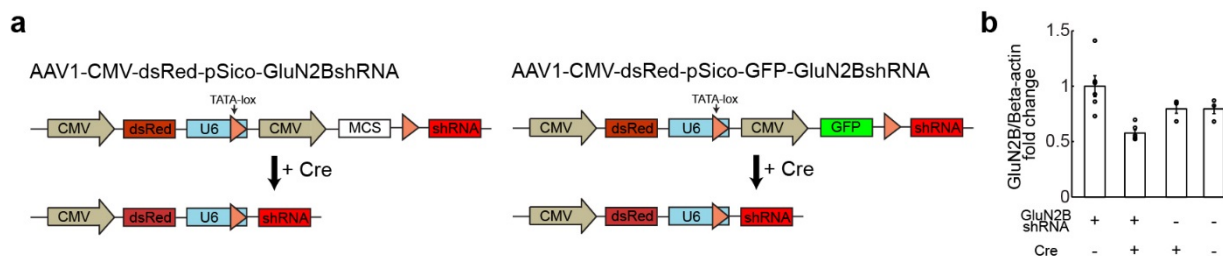 a
AAV1-CMV-dsRed-pSico-GluN2BshRNA
TATA-lox
CMV dsRed U6 CMV MCS shRNA
+ Cre
CMV dsRed U6 shRNA
AAV1-CMV-dsRed-pSico-GFP-GluN2BshRNA
TATA-lox
CMV dsRed U6 CMV GFP shRNA
+ Cre
CMV dsRed U6 shRNA
b
GluN2B/Beta-actin
fold change
1.5
1
0.5
0
GluN2B
shRNA + + - -
Cre - + + -